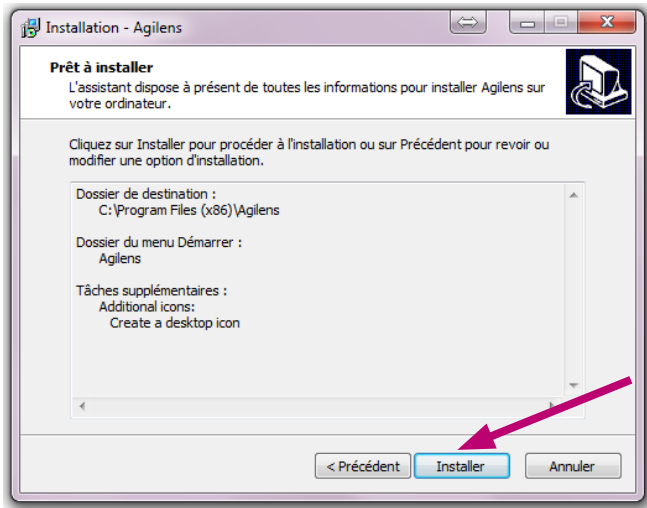 Installation - Agilens
Prêt à installer
L'assistant dispose à présent de toutes les informations pour installer Agilens sur
votre ordinateur.
Cliquez sur Installer pour procéder à l'installation ou sur Précédent pour revoir ou
modifier une option d'installation.
Dossier de destination :
C:\Program Files (x86)\Agilens
Dossier du menu Démarrer :
Agilens
Tâches supplémentaires :
Additional icons:
Create a desktop icon
< Précédent
Installer
Annuler